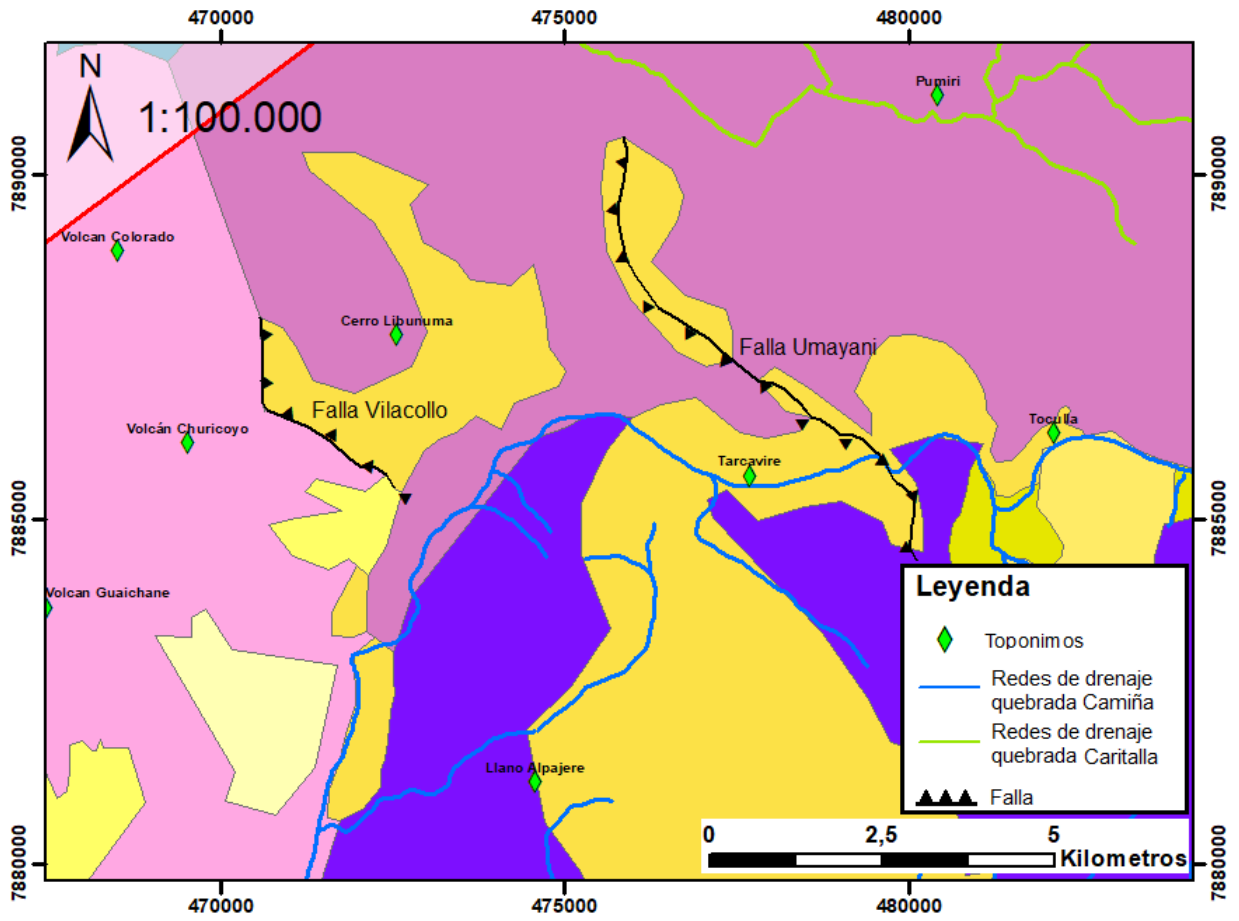 470000
475000
480000
N
1:100.000
Pumiri
7890000
7890000
Volcan Colorado
Cerro Libunuma
Falla Umayani
Falla Vilacollo
Volcán Churicoyo
Toculla
Tarcavire
7885000
7885000
Volcan Guaichane
Llano Alpajere
Leyenda
Toponimos
Redes de drenaje
quebrada Camiña
Redes de drenaje
quebrada Caritalla
Falla
0 2,5 5
Kilometros
7880000
7880000
470000
475000
480000